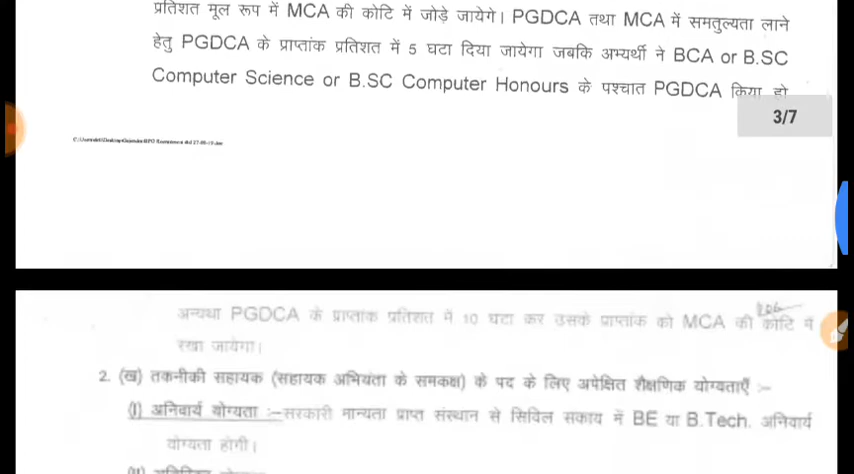 प्रतिशत मूल रूप में MCA की कोटि में जोड़े जायेगे। PGDCA तथा MCA में समतुल्यता लाने
हेतु PGDCA के प्राप्तांक प्रतिशत में 5 घटा दिया जायेगा जबकि अभ्यर्थी ने BCA or B.SC
Computer Science or B.SC Computer Honours के पश्चात PGDCA किया हो
3/7
अन्यथा PGDCA के प्राप्तांक प्रतिशत में 10 घटा कर उसके प्राप्तांक को MCA की कोटि में
रखा जायेगा।
2. (ख) तकनीकी सहायक (सहायक अभियंता के समकक्ष) के पद के लिए अपेक्षित शैक्षणिक योग्यताएँ :-
(I) अनिवार्य योग्यता :-सरकारी मान्यता प्राप्त संस्थान से सिविल संकाय में BE या B.Tech. अनिवार्य
योग्यता होगी।